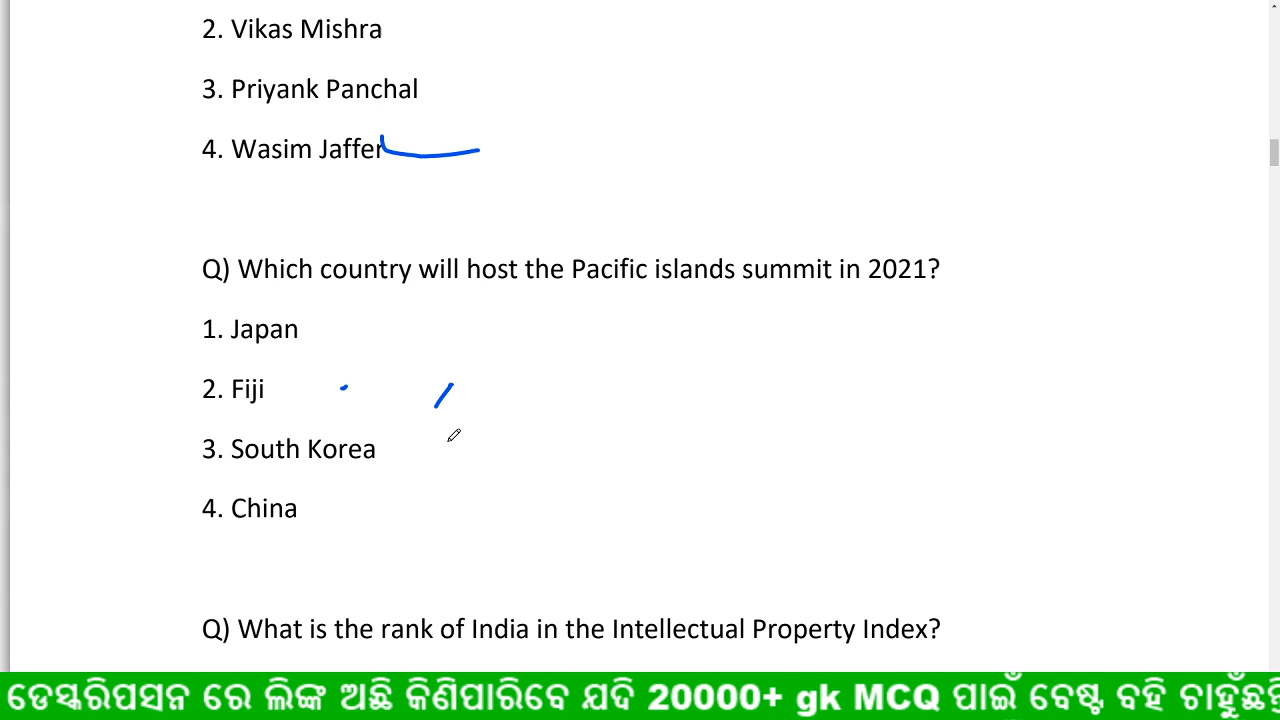 2. Vikas Mishra
3. Priyank Panchal
4. Wasim Jaffer
Q) Which country will host the Pacific islands summit in 2021?
1. Japan
2. Fiji
3. South Korea
4. China
Q) What is the rank of India in the Intellectual Property Index?
ଡେସ୍କରିପସନ ରେ ଲିଙ୍କ ଅଛି କିଣିପାରିବେ ଯଦି 20000+ gk MCQ ପାଇଁ ବେଷ୍ଟ ବହି